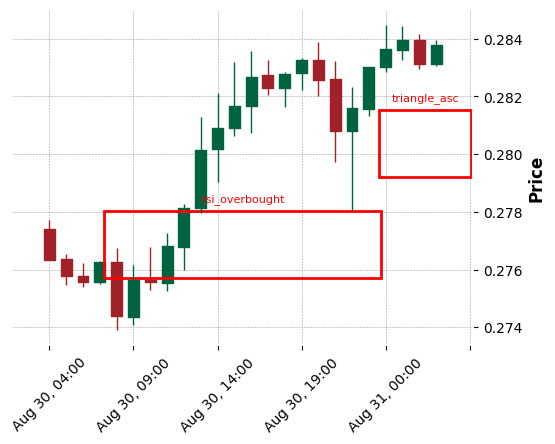 0.284
triangle_asc
0.282
0.280
Price
rsi_overbought
0.278
0.276
0.274
Aug 30, 04:00
Aug 30, 09:00
Aug 30, 14:00
Aug 30, 19:00
Aug 31, 00:00